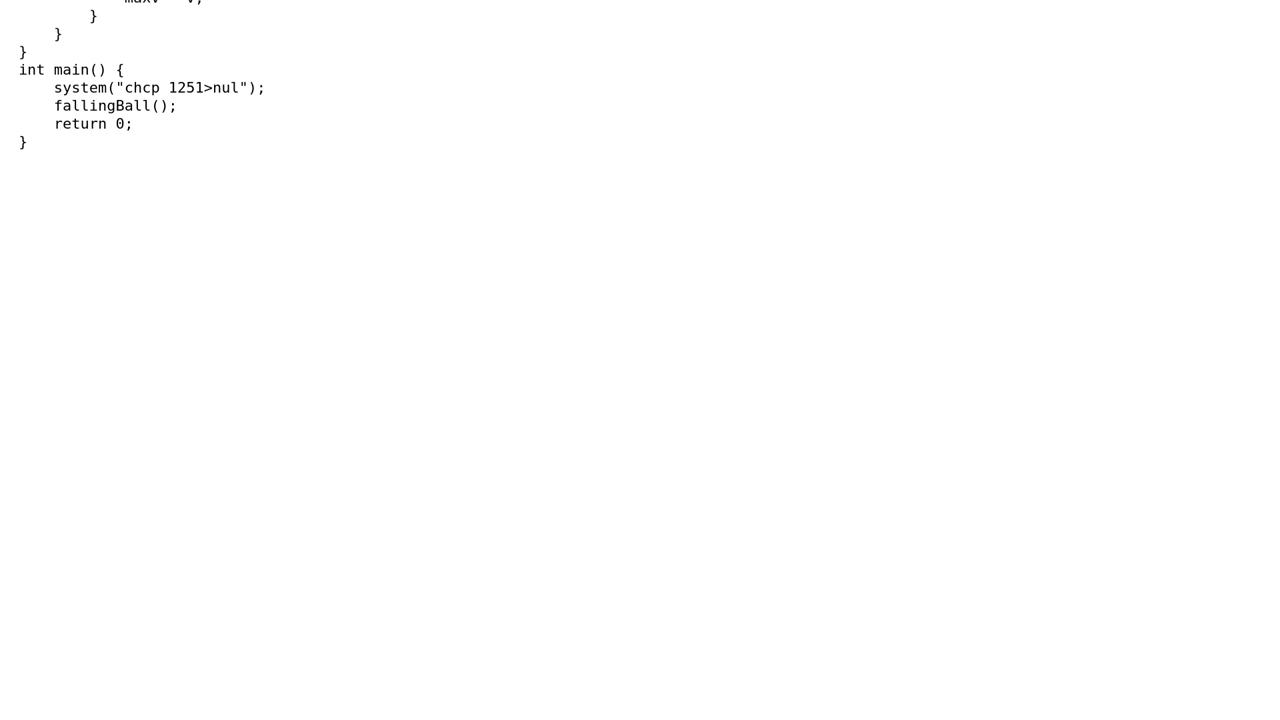 }
    }
}
int main() {
    system("chcp 1251>nul");
    fallingBall();
    return 0;
}